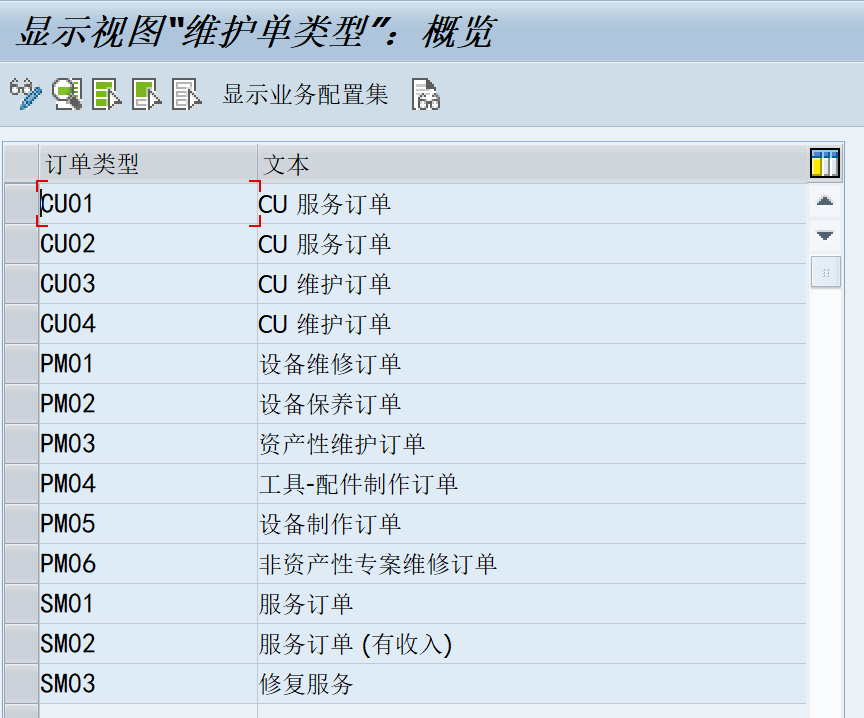 显示视图"维护单类型": 概览
显示业务配置集
订单类型 文本
CU01 CU 服务订单
CU02 CU 服务订单
CU03 CU 维护订单
CU04 CU 维护订单
PM01 设备维修订单
PM02 设备保养订单
PM03 资产性维护订单
PM04 工具-配件制作订单
PM05 设备制作订单
PM06 非资产性专案维修订单
SM01 服务订单
SM02 服务订单 (有收入)
SM03 修复服务